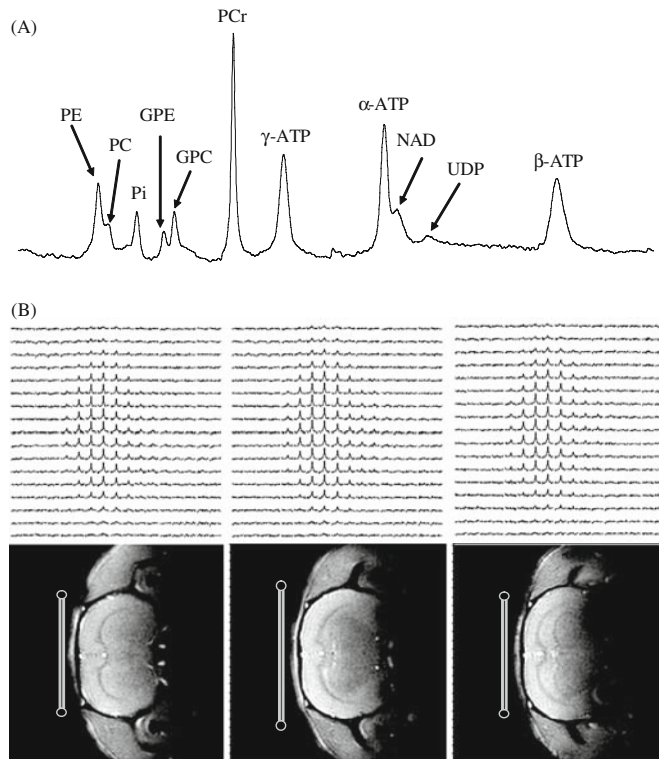 (A)
PCr
PE
PC
Pi
GPE
GPC
γ-ATP
α-ATP
NAD
UDP
β-ATP
(B)